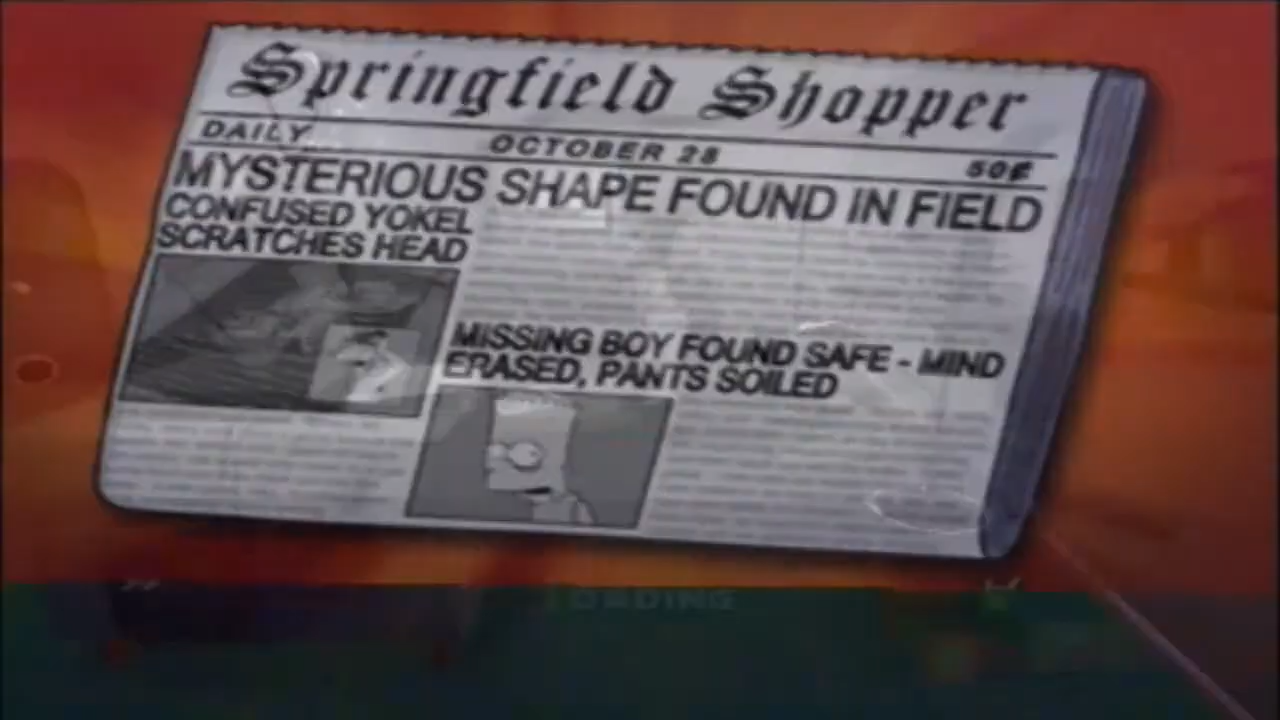 Springfield Shopper
DAILY
OCTOBER 28
50¢
MYSTERIOUS SHAPE FOUND IN FIELD
CONFUSED YOKEL
SCRATCHES HEAD
MISSING BOY FOUND SAFE - MIND
ERASED, PANTS SOILED
LOADING